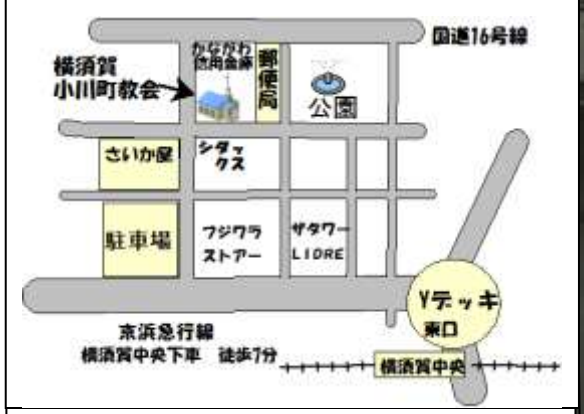 国道16号線
かながわ
信用金庫
郵便局
横須賀
小川町教会
公園
さいか屋
シダックス
駐車場
フジワラ
ストアー
ザタワー
LIDRE
Yデッキ
東口
京浜急行線
横須賀中央下車 徒歩7分
横須賀中央